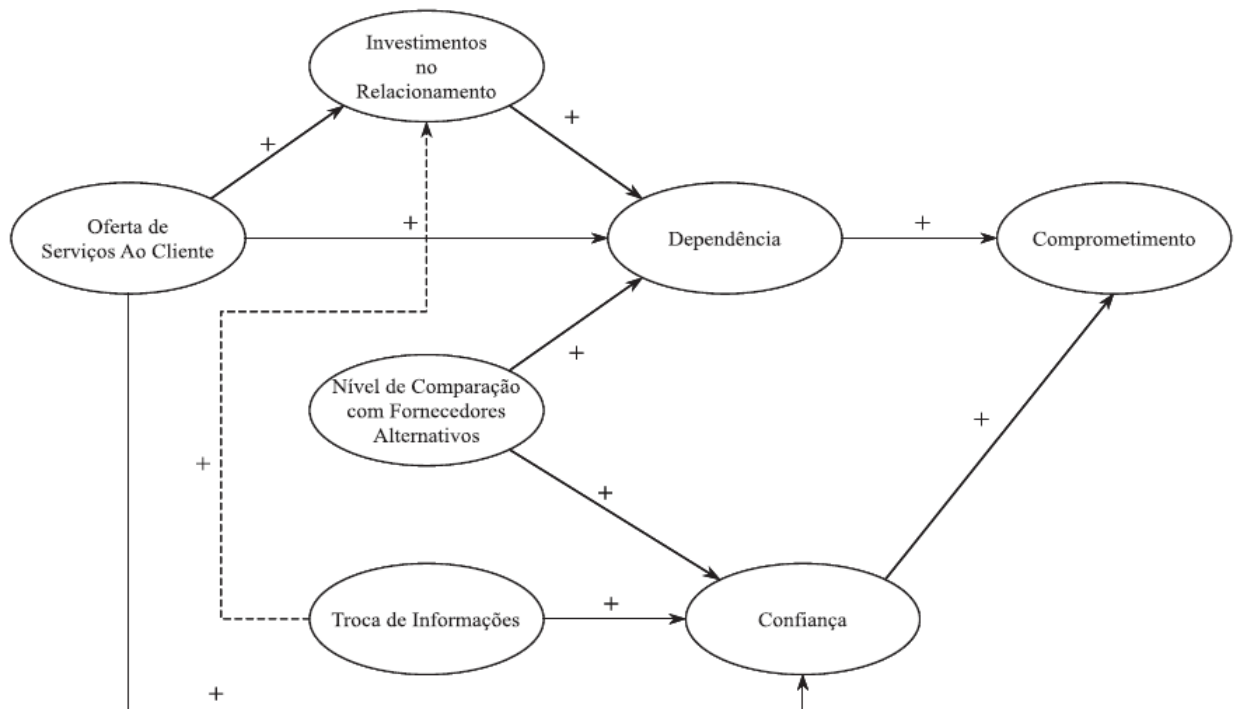 Investimentos
no
Relacionamento
+
+
Oferta de
Serviços Ao Cliente
+
Dependência
+
Comprometimento
+
Nível de Comparação
com Fornecedores
Alternativos
+
+
+
Troca de Informações
+
Confiança
+